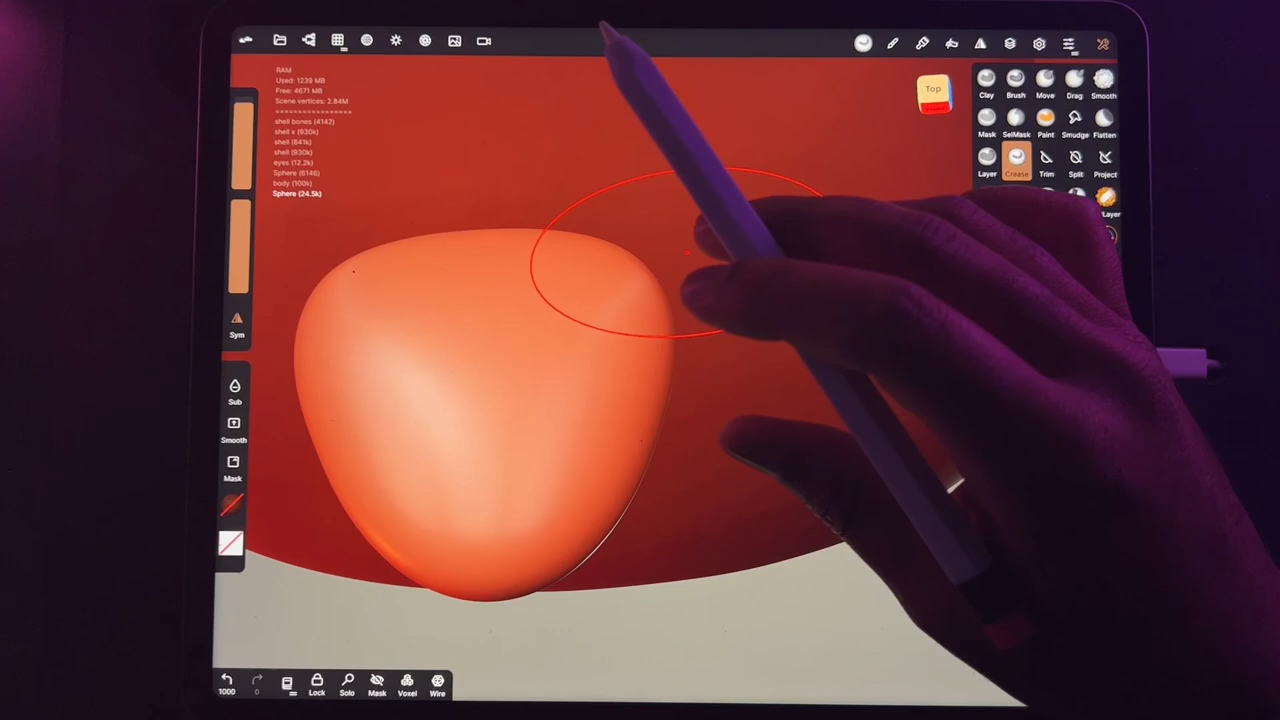 RAM
Used: 1239 MB
Free: 4671 MB
Scene vertices: 2.84M
==================
shell bones (4142)
shell x (930k)
shell (641k)
shell (930k)
eyes (12.2k)
Sphere (6146)
body (100k)
Sphere (24.5k)
Top
Clay Brush Move Drag Smooth
Mask SelMask Paint Smudge Flatten
Layer Crease Trim Split Project
Layer
Sym
Sub
Smooth
Mask
1000 0 Lock Solo Mask Voxel Wire